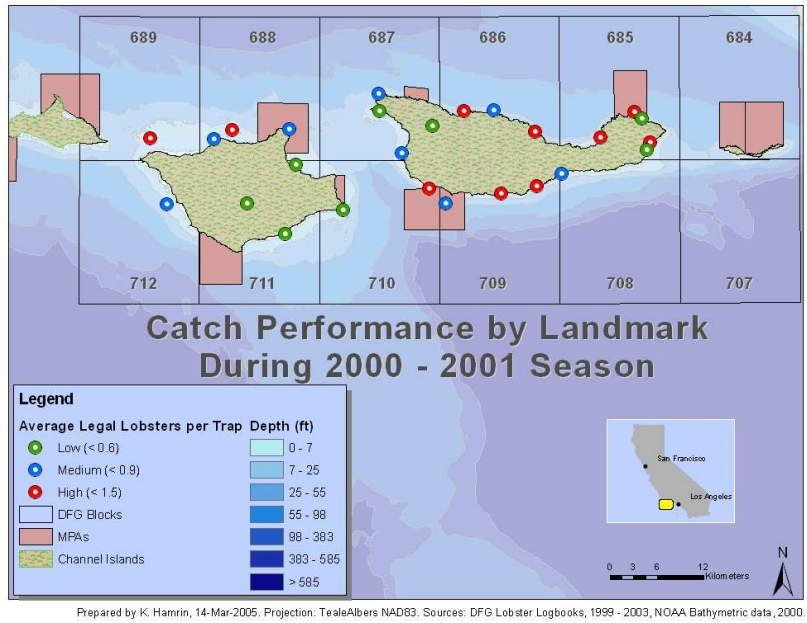 689 688 687 686 685 684
712 711 710 709 708 707
Catch Performance by Landmark
During 2000 - 2001 Season
Legend
Average Legal Lobsters per Trap
Low (< 0.6)
Medium (< 0.9)
High (< 1.5)
DFG Blocks
MPAs
Channel Islands
Depth (ft)
0 - 7
7 - 25
25 - 55
55 - 98
98 - 383
383 - 585
> 585
San Francisco
Los Angeles
N
0 3 6 12
Kilometers
Prepared by K. Hamrin, 14-Mar-2005. Projection: TealeAlbers NAD83. Sources: DFG Lobster Logbooks, 1999 - 2003, NOAA Bathymetric data, 2000.